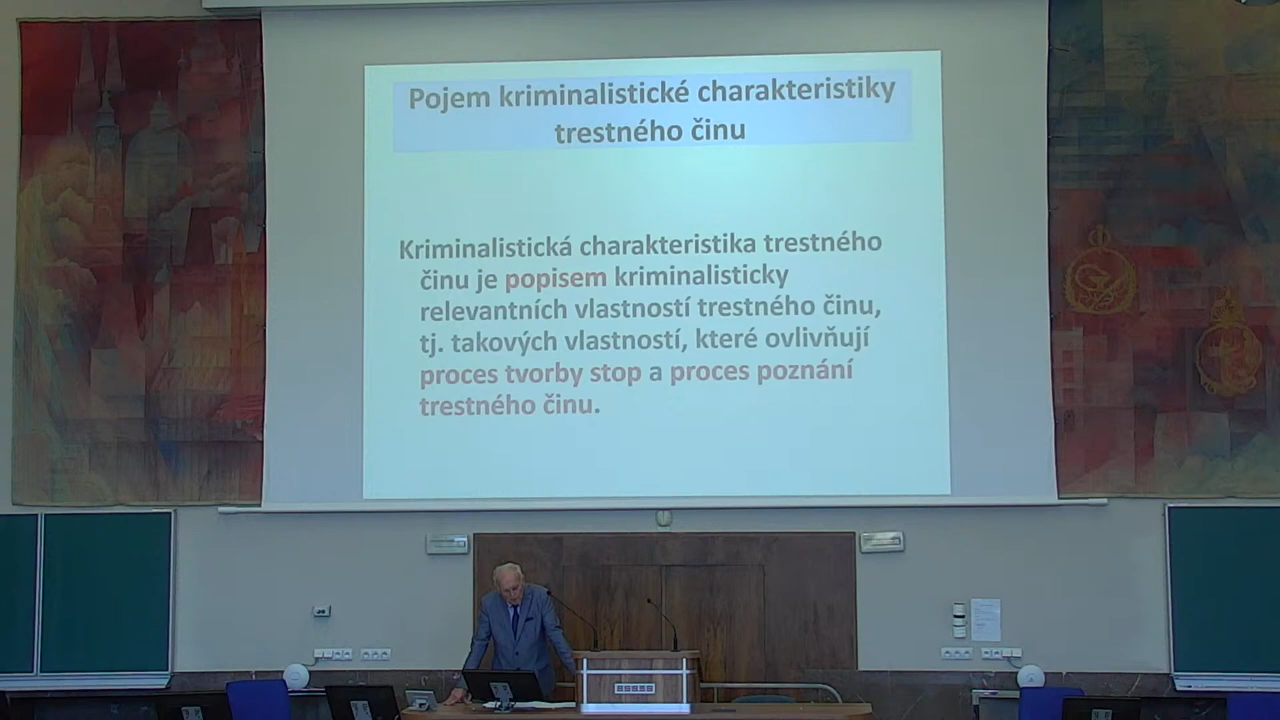 Pojem kriminalistické charakteristiky
trestného činu
Kriminalistická charakteristika trestného
činu je popisem kriminalisticky
relevantních vlastností trestného činu,
tj. takových vlastností, které ovlivňují
proces tvorby stop a proces poznání
trestného činu.